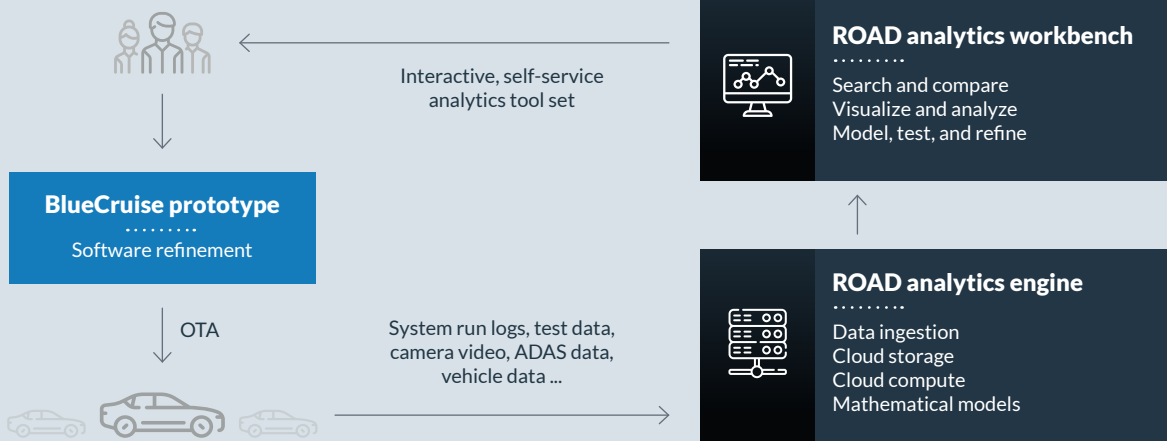 Interactive, self-service
analytics tool set
ROAD analytics workbench
Search and compare
Visualize and analyze
Model, test, and refine
BlueCruise prototype
Software refinement
OTA
System run logs, test data,
camera video, ADAS data,
vehicle data ...
ROAD analytics engine
Data ingestion
Cloud storage
Cloud compute
Mathematical models